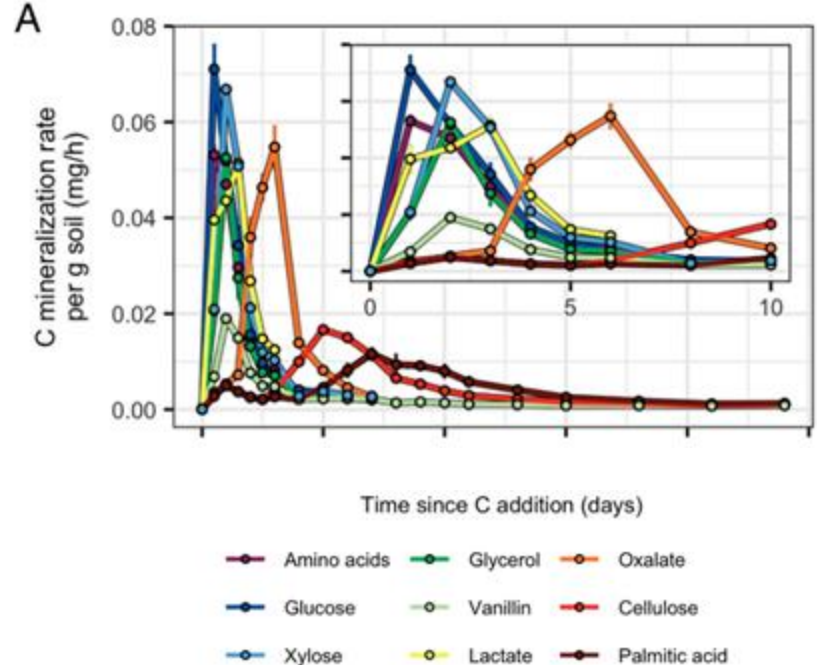 A
C mineralization rate
per g soil (mg/h)
0.08
0.06
0.04
0.02
0.00
0 5 10
Time since C addition (days)
Amino acids Glycerol Oxalate
Glucose Vanillin Cellulose
Xylose Lactate Palmitic acid